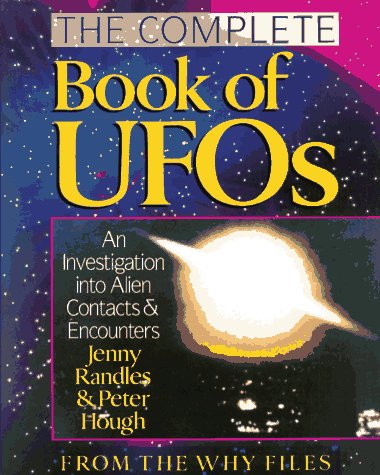 THE COMPLETE
Book of
UFOs
An
Investigation
into Alien
Contacts &
Encounters
Jenny
Randles
& Peter
Hough
FROM THE WHY FILES